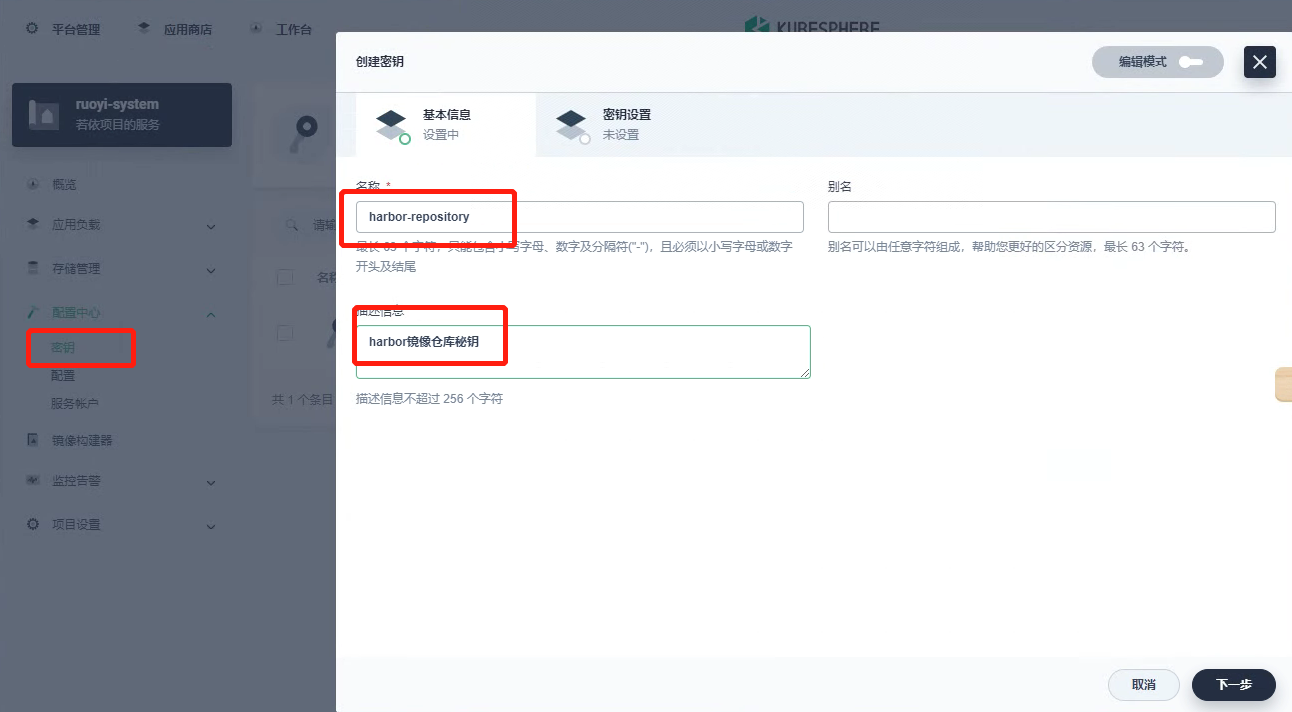 平台管理
应用商店
工作台
KUBESPHERE
ruoyi-system
若依项目的服务
概览
应用负载
存储管理
配置中心
密钥
配置
服务帐户
镜像构建器
监控告警
项目设置
请输
名称
共 1 个条目
创建密钥
编辑模式
基本信息
设置中
密钥设置
未设置
名称 *
harbor-repository
最长 63 个字符，只能包含小写字母、数字及分隔符("-")，且必须以小写字母或数字
开头及结尾
别名
别名可以由任意字符组成，帮助您更好的区分资源，最长 63 个字符。
描述信息
harbor镜像仓库秘钥
描述信息不超过 256 个字符
取消
下一步